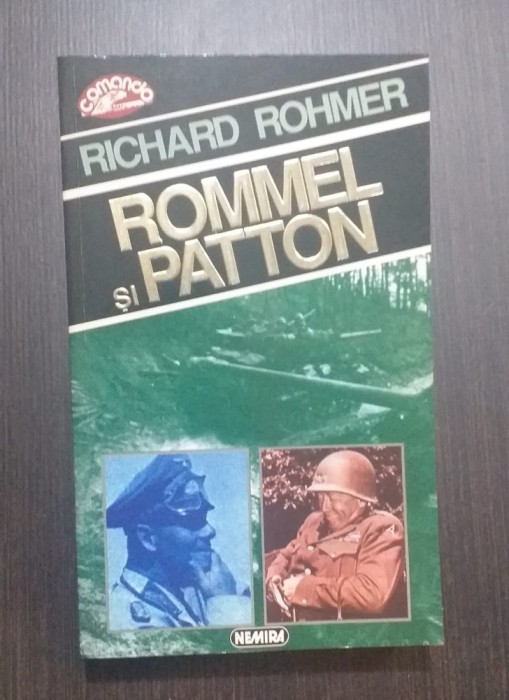 comando
RICHARD ROHMER
ROMMEL
ȘI PATTON
NEMIRA